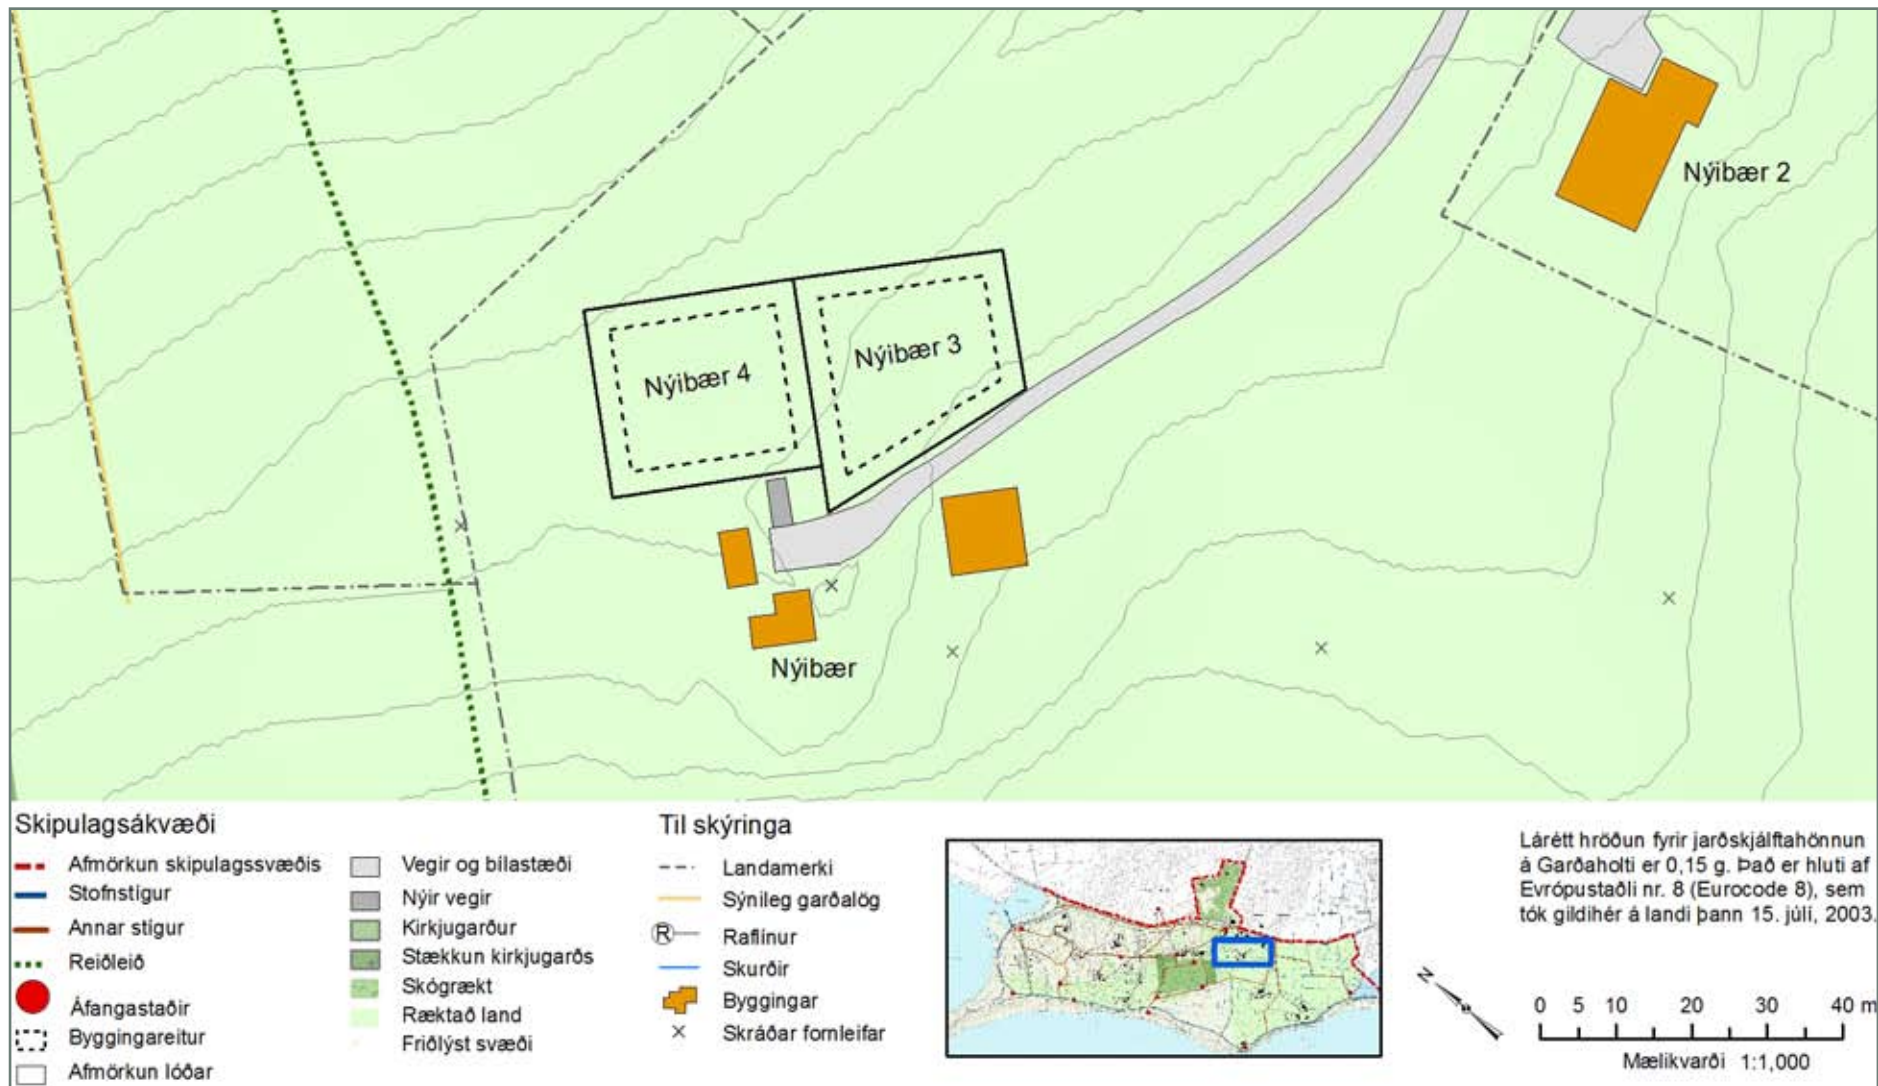 Nýibær 2
Nýibær 3
Nýibær 4
Nýibær
Skipulagsákvæði
Afmörkun skipulagssvæðis
Stofnstígur
Annar stígur
Reiðleið
Áfangastaðir
Byggingareitur
Afmörkun lóðar
Vegir og bílastæði
Nýir vegir
Kirkjugarður
Stækkun kirkjugarðs
Skógrækt
Ræktað land
Friðlýst svæði
Til skýringa
Landamerki
Sýnileg garðalög
R
Raflínur
Skurðir
Byggingar
Skráðar fornleifar
Lárétt hröðun fyrir jarðskjálftahönnun
á Garðaholti er 0,15 g. Það er hluti af
Evrópustaðli nr. 8 (Eurocode 8), sem
tók gildihér á landi þann 15. júlí, 2003.
N
0 5 10 20 30 40 m
Mælikvarði 1:1,000